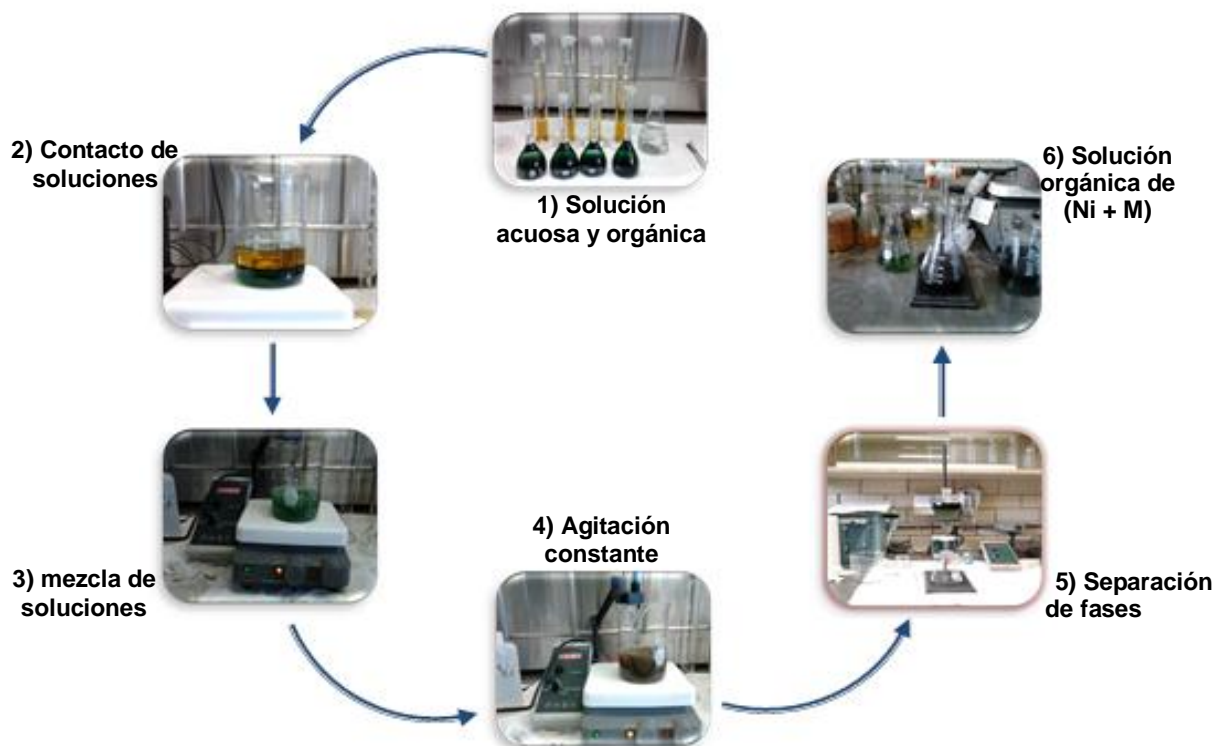 1) Solución
acuosa y orgánica
2) Contacto de
soluciones
3) mezcla de
soluciones
4) Agitación
constante
5) Separación
de fases
6) Solución
orgánica de
(Ni + M)